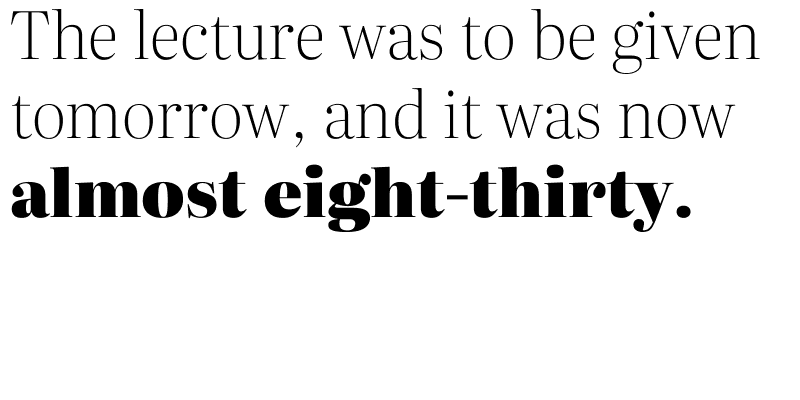 The lecture was to be given
tomorrow, and it was now
almost eight-thirty.